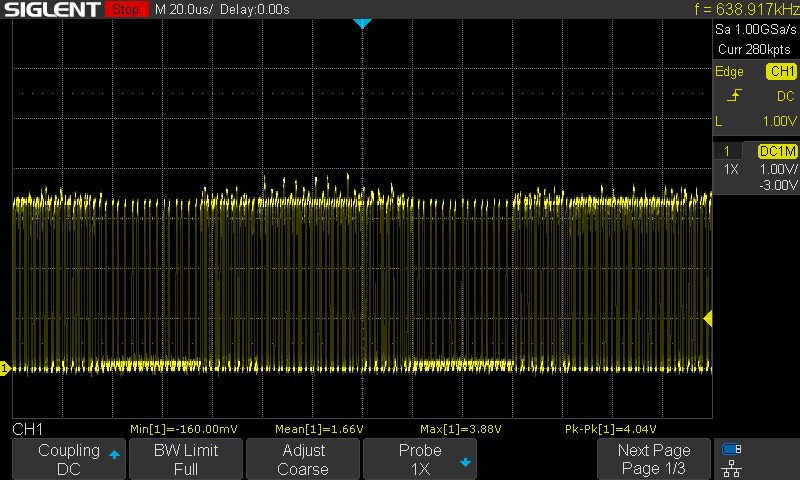 SIGLENT Stop M 20.0us/ Delay:0.00s f = 638.917kHz
Sa 1.00GSa/s
Curr 280kpts
Edge CH1
DC
L 1.00V
1 DC1M
1X 1.00V/
-3.00V
1
CH1 Min[1]=-160.00mV Mean[1]=1.66V Max[1]=3.88V Pk-Pk[1]=4.04V
Coupling BW Limit Adjust Probe Next Page
DC Full Coarse 1X Page 1/3